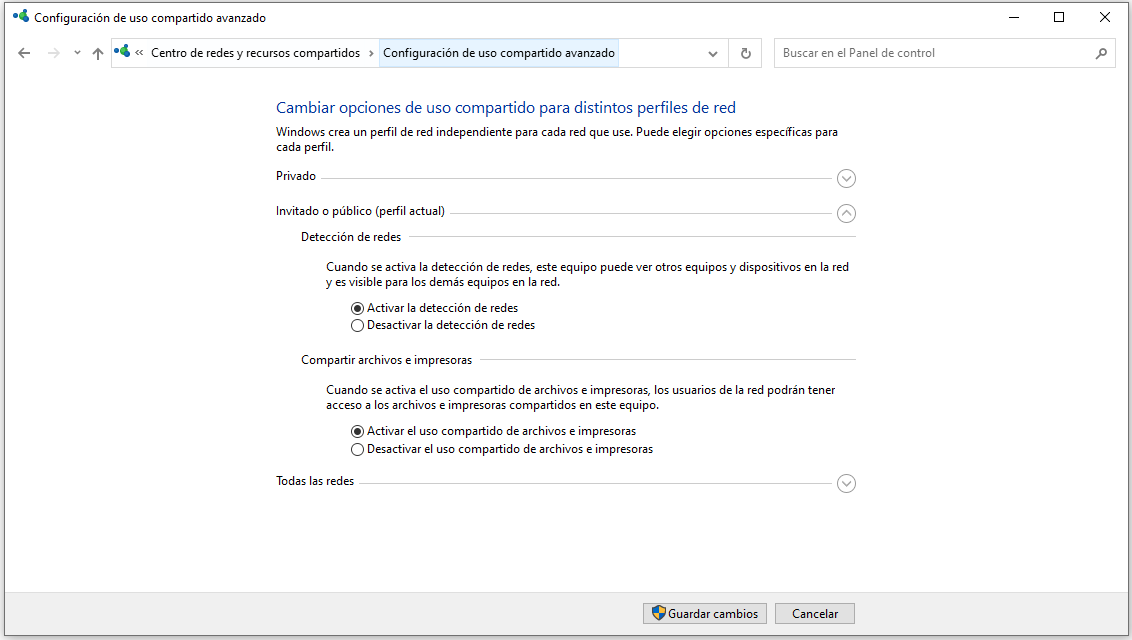 Configuración de uso compartido avanzado
« Centro de redes y recursos compartidos > Configuración de uso compartido avanzado
Buscar en el Panel de control
Cambiar opciones de uso compartido para distintos perfiles de red
Windows crea un perfil de red independiente para cada red que use. Puede elegir opciones específicas para
cada perfil.
Privado
Invitado o público (perfil actual)
Detección de redes
Cuando se activa la detección de redes, este equipo puede ver otros equipos y dispositivos en la red
y es visible para los demás equipos en la red.
Activar la detección de redes
Desactivar la detección de redes
Compartir archivos e impresoras
Cuando se activa el uso compartido de archivos e impresoras, los usuarios de la red podrán tener
acceso a los archivos e impresoras compartidos en este equipo.
Activar el uso compartido de archivos e impresoras
Desactivar el uso compartido de archivos e impresoras
Todas las redes
Guardar cambios
Cancelar